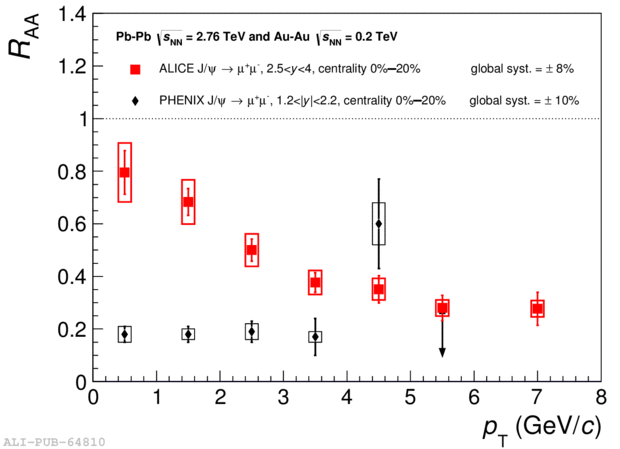 R_AA
Pb-Pb √s_NN = 2.76 TeV and Au-Au √s_NN = 0.2 TeV
ALICE J/ψ → μ⁺μ⁻, 2.5<y<4, centrality 0%−20% global syst. = ± 8%
PHENIX J/ψ → μ⁺μ⁻, 1.2<|y|<2.2, centrality 0%−20% global syst. = ± 10%
1.4
1.2
1
0.8
0.6
0.4
0.2
0
0 1 2 3 4 5 6 7 8
p_T (GeV/c)
ALI-PUB-64810